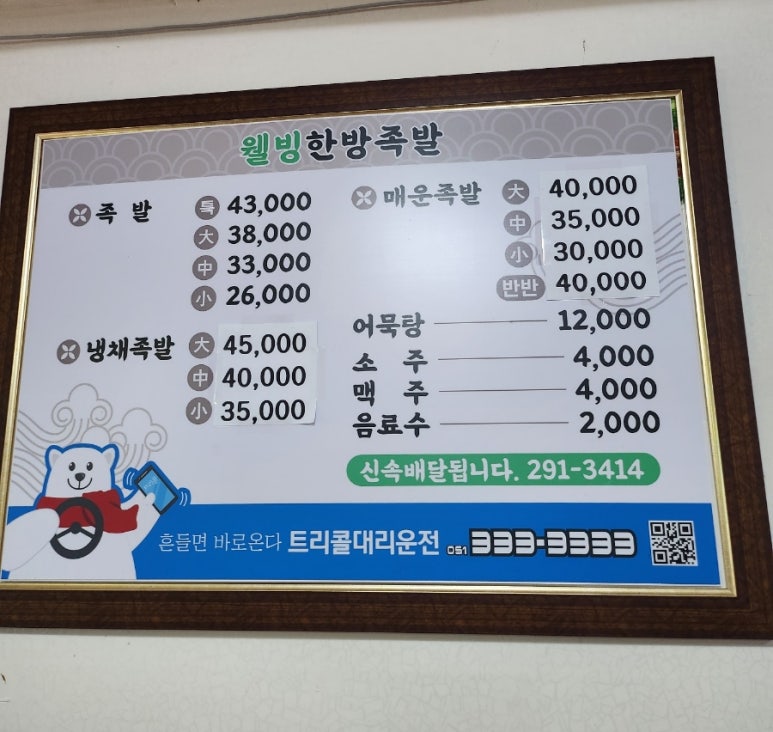 웰빙한방족발
족 발 특 43,000
大 38,000
中 33,000
小 26,000
냉채족발 大 45,000
中 40,000
小 35,000
매운족발 大 40,000
中 35,000
小 30,000
반반 40,000
어묵탕 12,000
소 주 4,000
맥 주 4,000
음료수 2,000
신속배달됩니다. 291-3414
흔들면 바로온다 트리콜대리운전 051 333-3333